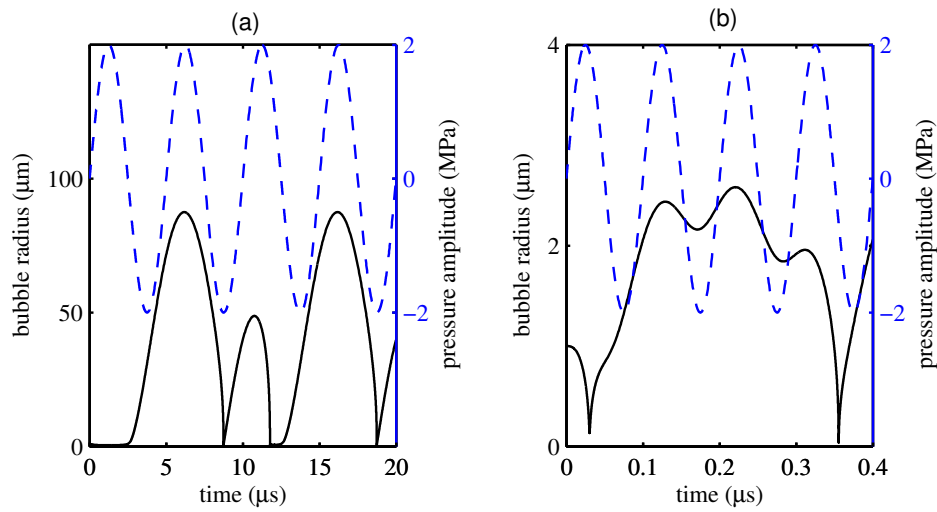 (a)
2
100
50
0
0
−2
0
5
10
15
20
bubble radius (μm)
pressure amplitude (MPa)
time (μs)
(b)
4
2
0
2
0
−2
0
0.1
0.2
0.3
0.4
bubble radius (μm)
pressure amplitude (MPa)
time (μs)